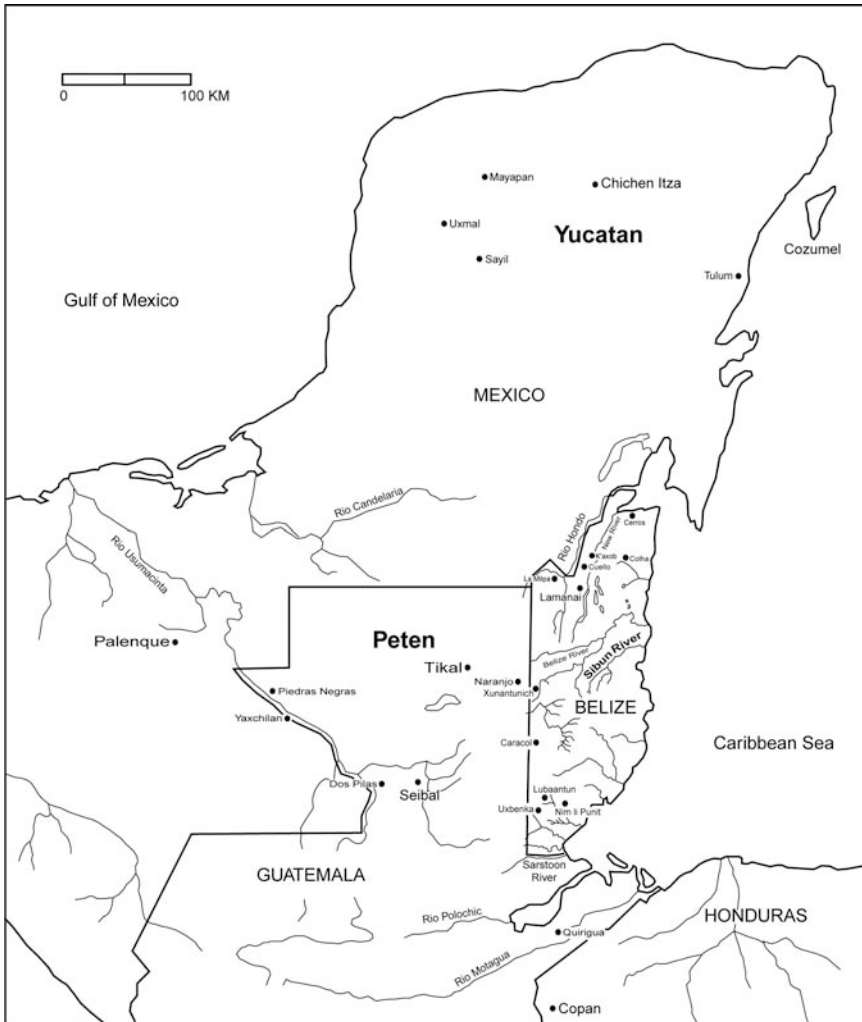 0
100 KM
Mayapan
Chichen Itza
Uxmal
Yucatan
Sayil
Cozumel
Tulum
Gulf of Mexico
MEXICO
Rio Candelaria
Rio Hondo
New River
Cerros
Rio Usumacinta
K'axob
Colha
Cuello
La Milpa
Lamanai
Palenque
Peten
Belize River
Sibun River
Tikal
Naranjo
Xunantunich
Piedras Negras
BELIZE
Yaxchilan
Caracol
Caribbean Sea
Dos Pilas
Seibal
Lubaantun
Uxbenka
Nim li Punit
GUATEMALA
Sarstoon
River
Rio Polochic
HONDURAS
Quirigua
Rio Motagua
Copan